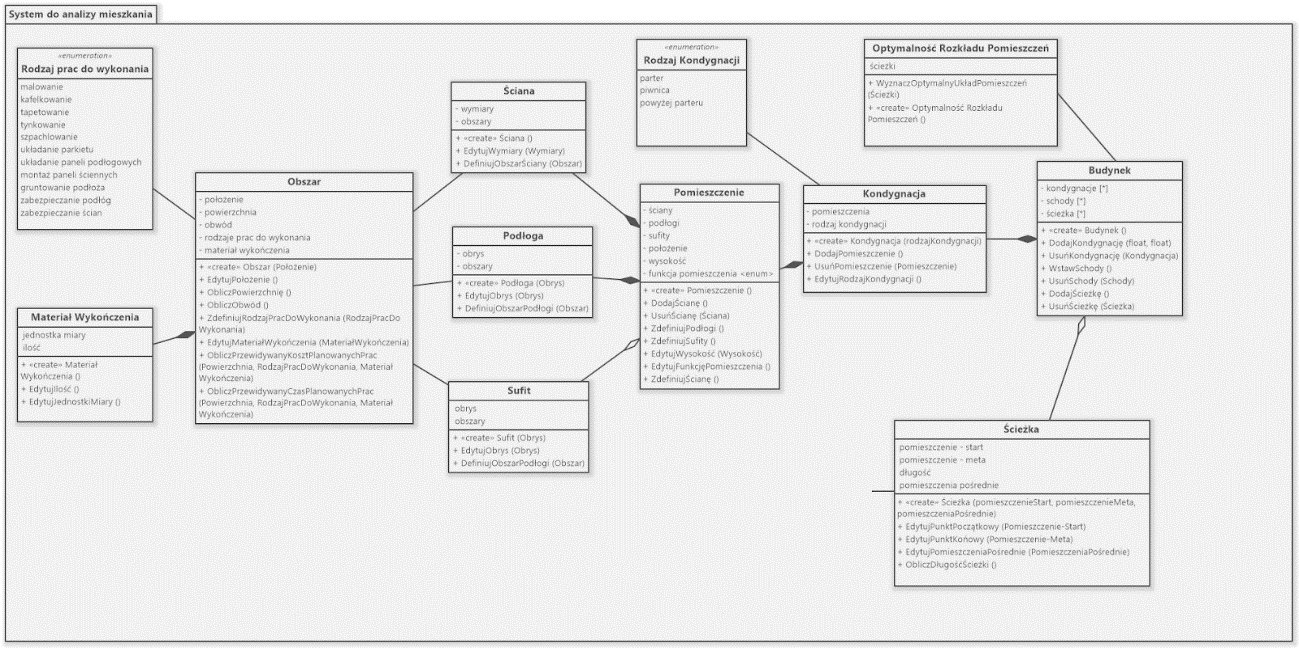 System do analizy mieszkania
«enumeration»
Rodzaj prac do wykonania
malowanie
kafelkowanie
tapetowanie
tynkowanie
szpachlowanie
układanie parkietu
układanie paneli podłogowych
montaż paneli ściennych
gruntowanie podłoża
zabezpieczanie podłóg
zabezpieczanie ścian
Materiał Wykończenia
jednostka miary
ilość
+ «create» Materiał
Wykończenia ()
+ EdytujIlość ()
+ EdytujJednostkiMiary ()
Obszar
- położenie
- powierzchnia
- obwód
- rodzaje prac do wykonania
- materiał wykończenia
+ «create» Obszar (Położenie)
+ EdytujPołożenie ()
+ ObliczPowierzchnię ()
+ ObliczObwód ()
+ ZdefiniujRodzajPracDoWykonania (RodzajPracDo
Wykonania)
+ EdytujMateriałWykończenia (MateriałWykończenia)
+ ObliczPrzewidywanyKosztPlanowanychPrac
(Powierzchnia, RodzajPracDoWykonania, Materiał
Wykończenia)
+ ObliczPrzewidywanyCzasPlanowanychPrac
(Powierzchnia, RodzajPracDoWykonania, Materiał
Wykończenia)
Ściana
- wymiary
- obszary
+ «create» Ściana ()
+ EdytujWymiary (Wymiary)
+ DefiniujObszarŚciany (Obszar)
Podłoga
- obrys
- obszary
+ «create» Podłoga (Obrys)
+ EdytujObrys (Obrys)
+ DefiniujObszarPodłogi (Obszar)
Sufit
obrys
obszary
+ «create» Sufit (Obrys)
+ EdytujObrys (Obrys)
+ DefiniujObszarPodłogi (Obszar)
«enumeration»
Rodzaj Kondygnacji
parter
piwnica
powyżej parteru
Pomieszczenie
- ściany
- podłogi
- sufity
- położenie
- wysokość
- funkcja pomieszczenia <enum>
+ «create» Pomieszczenie ()
+ DodajŚcianę ()
+ UsuńŚcianę (Ściana)
+ ZdefiniujPodłogi ()
+ ZdefiniujSufity ()
+ EdytujWysokość (Wysokość)
+ EdytujFunkcjęPomieszczenia ()
+ ZdefiniujŚcianę ()
Kondygnacja
- pomieszczenia
- rodzaj kondygnacji
+ «create» Kondygnacja (rodzajKondygnacji)
+ DodajPomieszczenie ()
+ UsuńPomieszczenie (Pomieszczenie)
+ EdytujRodzajKondygnacji ()
Optymalność Rozkładu Pomieszczeń
ścieżki
+ WyznaczOptymalnyUkładPomieszczeń
(Ścieżki)
+ «create» Optymalność Rozkładu
Pomieszczeń ()
Budynek
- kondygnacje [*]
- schody [*]
- ścieżka [*]
+ «create» Budynek ()
+ DodajKondygnację (float, float)
+ UsuńKondygnację (Kondygnacja)
+ WstawSchody ()
+ UsuńSchody (Schody)
+ DodajŚcieżkę ()
+ UsuńŚcieżkę (Ścieżka)
Ścieżka
pomieszczenie - start
pomieszczenie - meta
długość
pomieszczenia pośrednie
+ «create» Ścieżka (pomieszczenieStart, pomieszczenieMeta,
pomieszczeniaPośrednie)
+ EdytujPunktPoczątkowy (Pomieszczenie-Start)
+ EdytujPunktKońowy (Pomieszczenie-Meta)
+ EdytujPomieszczeniaPośrednie (PomieszczeniaPośrednie)
+ ObliczDługośćŚcieżki ()